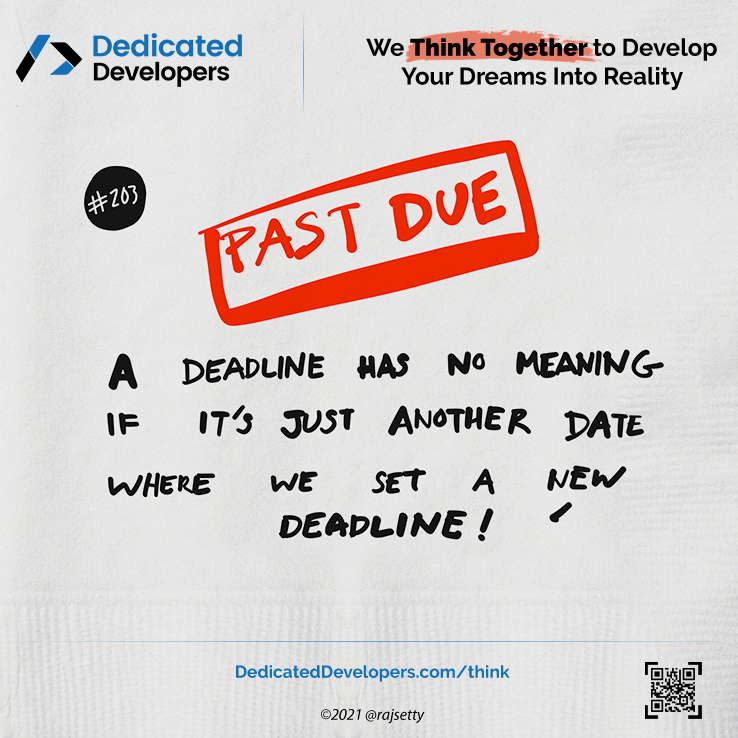 Dedicated
Developers
We Think Together to Develop
Your Dreams Into Reality
#203
PAST DUE
A DEADLINE HAS NO MEANING
IF IT'S JUST ANOTHER DATE
WHERE WE SET A NEW
DEADLINE!
DedicatedDevelopers.com/think
©2021 @rajsetty